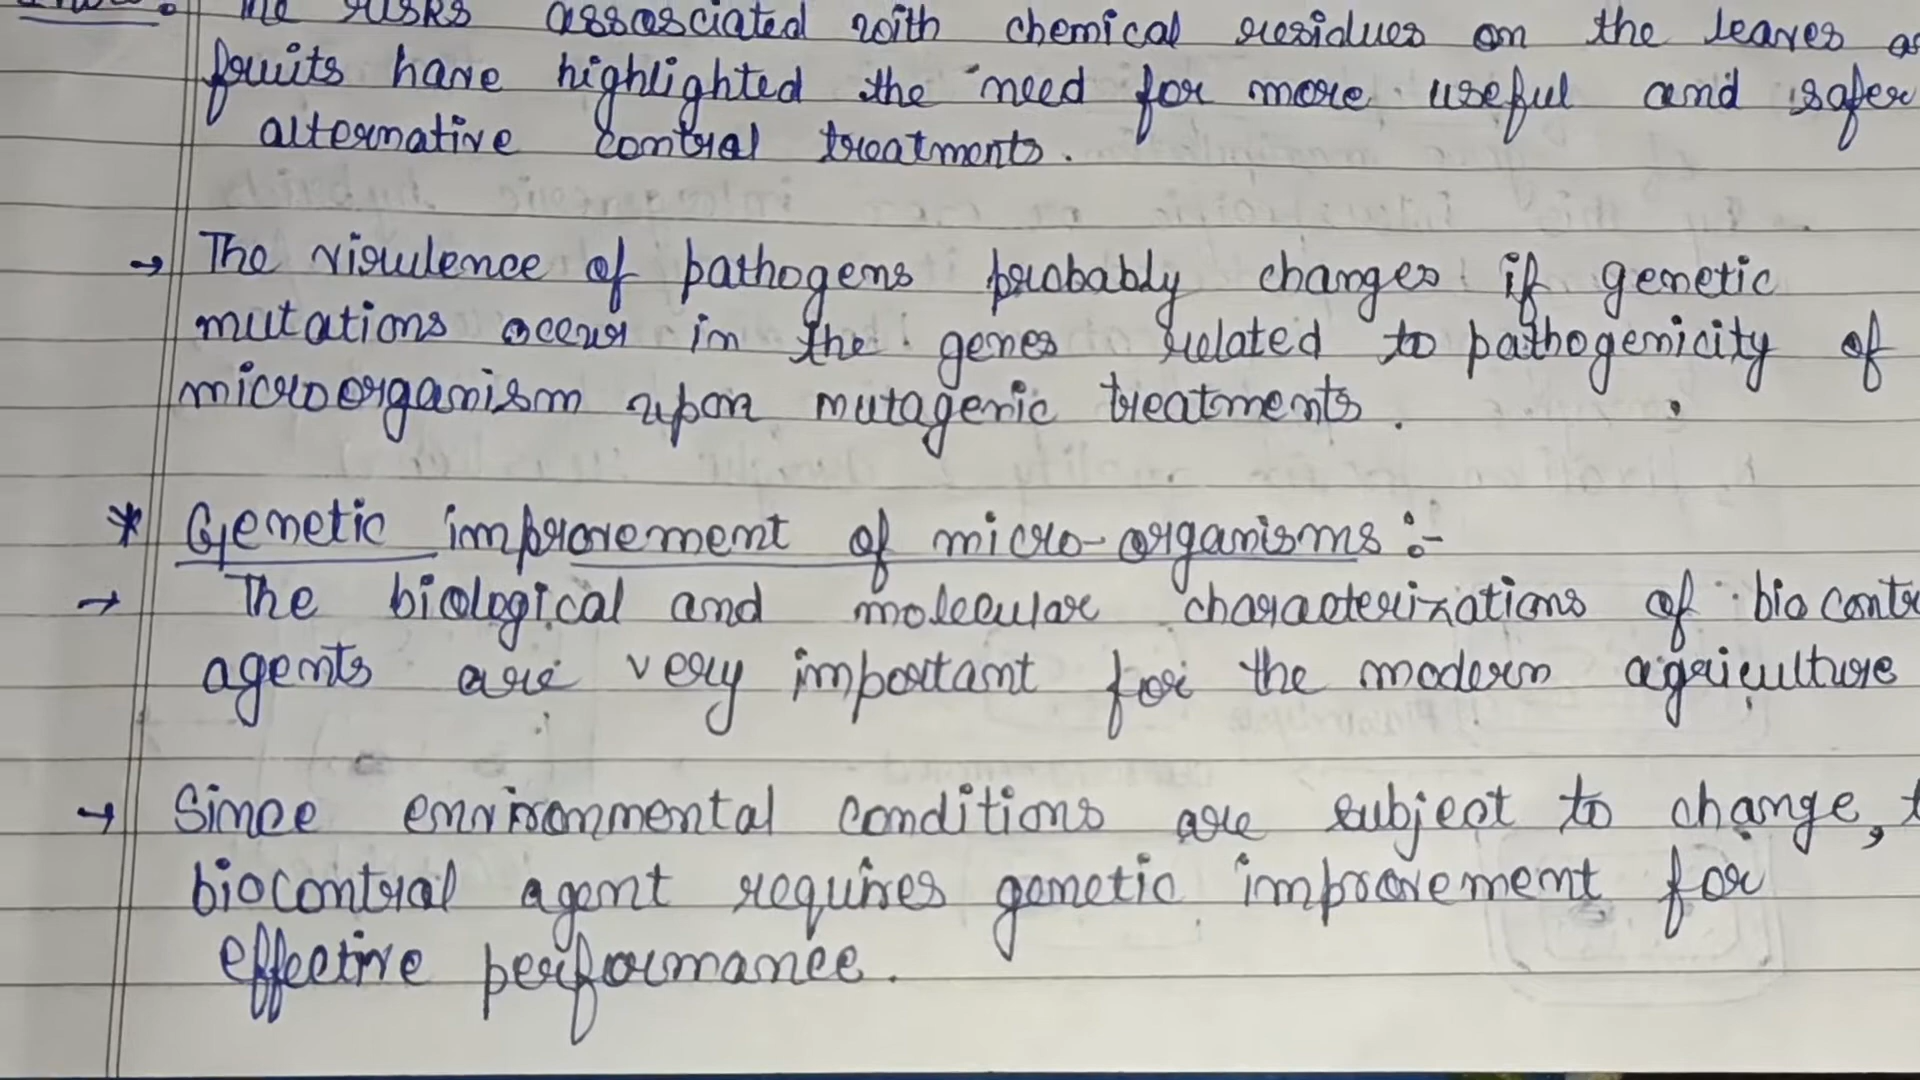 risks associated with chemical residues on the leaves
fruits have highlighted the need for more useful and safer
alternative control treatments.
→ The virulence of pathogens probably changes if genetic
mutations occur in the genes related to pathogenicity of
microorganism upon mutagenic treatments.
* Genetic improvement of micro-organisms :-
→ The biological and molecular characterizations of bio contr
agents are very important for the modern agriculture
→ Since environmental conditions are subject to change, t
biocontrol agent requires genetic improvement for
effective performance.